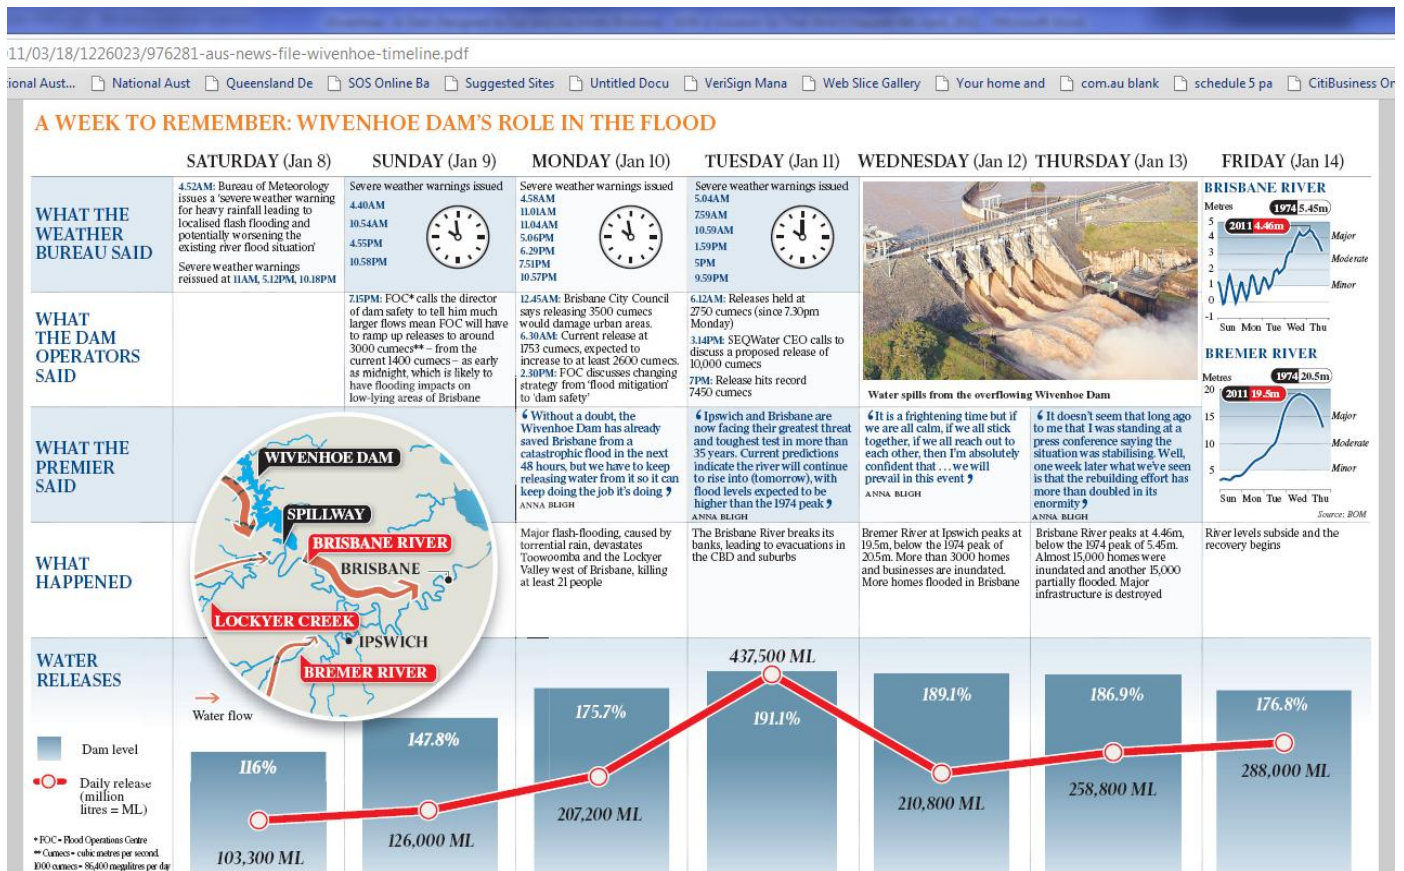 11/03/18/1226023/976281-aus-news-file-wivenhoe-timeline.pdf
tional Aust... National Aust Queensland De SOS Online Ba Suggested Sites Untitled Docu VeriSign Mana Web Slice Gallery Your home and com.au blank schedule 5 pa CitiBusiness On
A WEEK TO REMEMBER: WIVENHOE DAM'S ROLE IN THE FLOOD
SATURDAY (Jan 8) SUNDAY (Jan 9) MONDAY (Jan 10) TUESDAY (Jan 11) WEDNESDAY (Jan 12) THURSDAY (Jan 13) FRIDAY (Jan 14)
WHAT THE
WEATHER
BUREAU SAID
4.52AM: Bureau of Meteorology
issues a 'severe weather warning
for heavy rainfall leading to
localised flash flooding and
potentially worsening the
existing river flood situation'
Severe weather warnings
reissued at 11AM, 5.12PM, 10.18PM
Severe weather warnings issued
4.40AM
10.54AM
4.55PM
10.58PM
Severe weather warnings issued
4.58AM
11.01AM
11.04AM
5.06PM
6.29PM
7.51PM
10.57PM
Severe weather warnings issued
5.04AM
7.59AM
10.59AM
1.59PM
5PM
9.59PM
Water spills from the overflowing Wivenhoe Dam
BRISBANE RIVER
Metres
1974 5.45m
2011 4.46m
5
4
3
2
1
0
-1
Major
Moderate
Minor
Sun Mon Tue Wed Thu
BREMER RIVER
Metres
1974 20.5m
2011 19.5m
20
15
10
5
Major
Moderate
Minor
Sun Mon Tue Wed Thu
Source: BOM
WHAT
THE DAM
OPERATORS
SAID
7.15PM: FOC* calls the director
of dam safety to tell him much
larger flows mean FOC will have
to ramp up releases to around
3000 cumecs** – from the
current 1400 cumecs – as early
as midnight, which is likely to
have flooding impacts on
low-lying areas of Brisbane
12.45AM: Brisbane City Council
says releasing 3500 cumecs
would damage urban areas.
6.30AM: Current release at
1753 cumecs, expected to
increase to at least 2600 cumecs.
2.30PM: FOC discusses changing
strategy from 'flood mitigation'
to 'dam safety'
6.12AM: Releases held at
2750 cumecs (since 7.30pm
Monday)
3.14PM: SEQWater CEO calls to
discuss a proposed release of
10,000 cumecs
7PM: Release hits record
7450 cumecs
WHAT THE
PREMIER
SAID
‘Without a doubt, the
Wivenhoe Dam has already
saved Brisbane from a
catastrophic flood in the next
48 hours, but we have to keep
releasing water from it so it can
keep doing the job it's doing’
ANNA BLIGH
‘Ipswich and Brisbane are
now facing their greatest threat
and toughest test in more than
35 years. Current predictions
indicate the river will continue
to rise into (tomorrow), with
flood levels expected to be
higher than the 1974 peak’
ANNA BLIGH
‘It is a frightening time but if
we are all calm, if we all stick
together, if we all reach out to
each other, then I'm absolutely
confident that ... we will
prevail in this event’
ANNA BLIGH
‘It doesn't seem that long ago
to me that I was standing at a
press conference saying the
situation was stabilising. Well,
one week later what we've seen
is that the rebuilding effort has
more than doubled in its
enormity’
ANNA BLIGH
WHAT
HAPPENED
Major flash-flooding, caused by
torrential rain, devastates
Toowoomba and the Lockyer
Valley west of Brisbane, killing
at least 21 people
The Brisbane River breaks its
banks, leading to evacuations in
the CBD and suburbs
Bremer River at Ipswich peaks at
19.5m, below the 1974 peak of
20.5m. More than 3000 homes
and businesses are inundated.
More homes flooded in Brisbane
Brisbane River peaks at 4.46m,
below the 1974 peak of 5.45m.
Almost 15,000 homes were
inundated and another 15,000
partially flooded. Major
infrastructure is destroyed
River levels subside and the
recovery begins
WIVENHOE DAM
SPILLWAY
BRISBANE RIVER
BRISBANE
LOCKYER CREEK
IPSWICH
BREMER RIVER
Water flow
WATER
RELEASES
Dam level
Daily release
(million
litres = ML)
* FOC = Flood Operations Centre
** Cumecs = cubic metres per second.
1000 cumecs = 86,400 megalitres per day
116%
103,300 ML
147.8%
126,000 ML
175.7%
207,200 ML
437,500 ML
191.1%
189.1%
210,800 ML
186.9%
258,800 ML
176.8%
288,000 ML